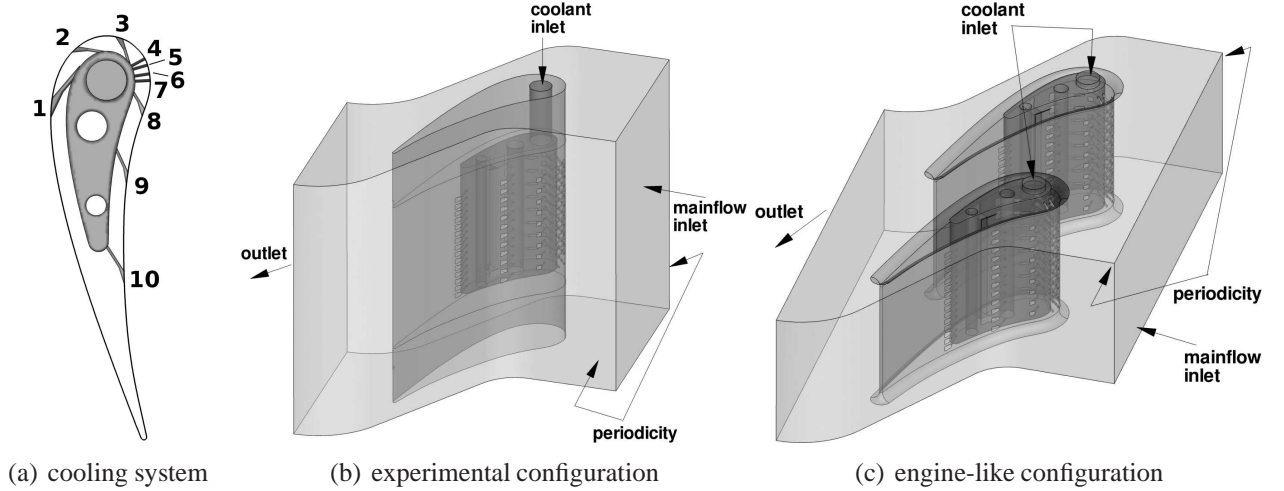 1
2
3
4
5
6
7
8
9
10
(a) cooling system
coolant
inlet
mainflow
inlet
outlet
periodicity
(b) experimental configuration
coolant
inlet
outlet
periodicity
mainflow
inlet
(c) engine-like configuration